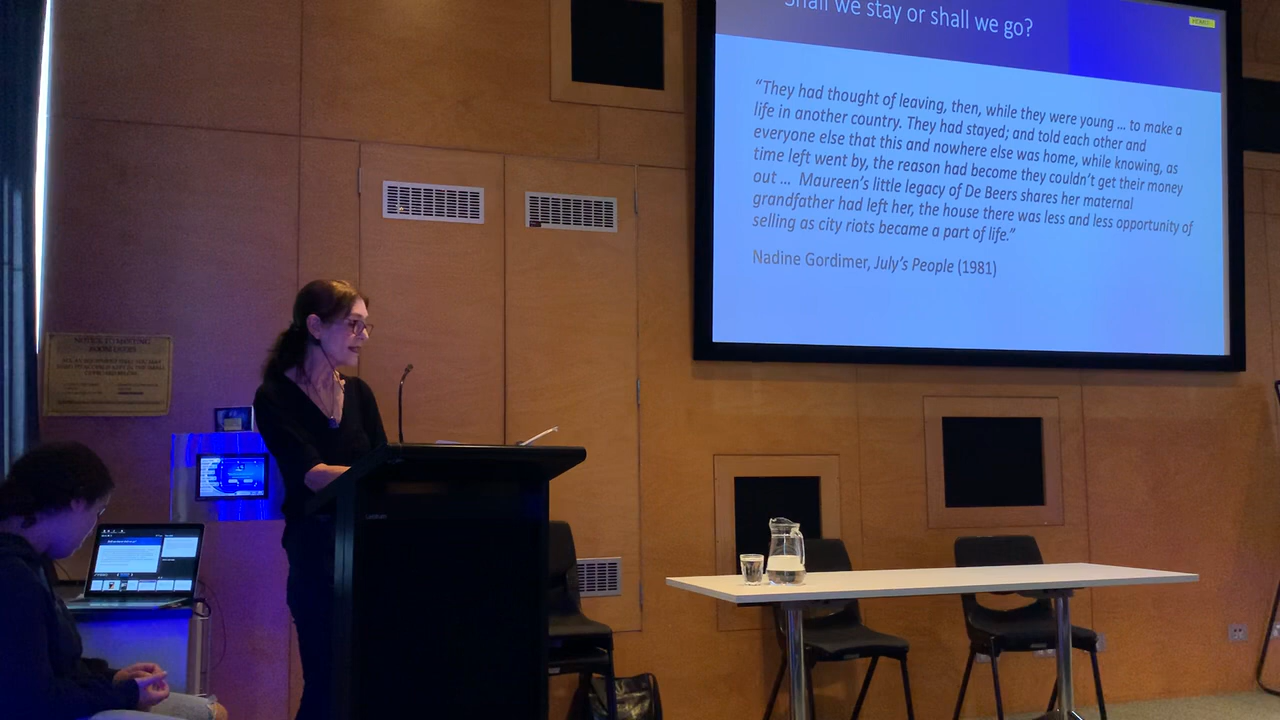 Shall we stay or shall we go?
“They had thought of leaving, then, while they were young ... to make a
life in another country. They had stayed; and told each other and
everyone else that this and nowhere else was home, while knowing, as
time left went by, the reason had become they couldn’t get their money
out ... Maureen’s little legacy of De Beers shares her maternal
grandfather had left her, the house there was less and less opportunity of
selling as city riots became a part of life.”
Nadine Gordimer, July’s People (1981)
NOTICE TO MEETING